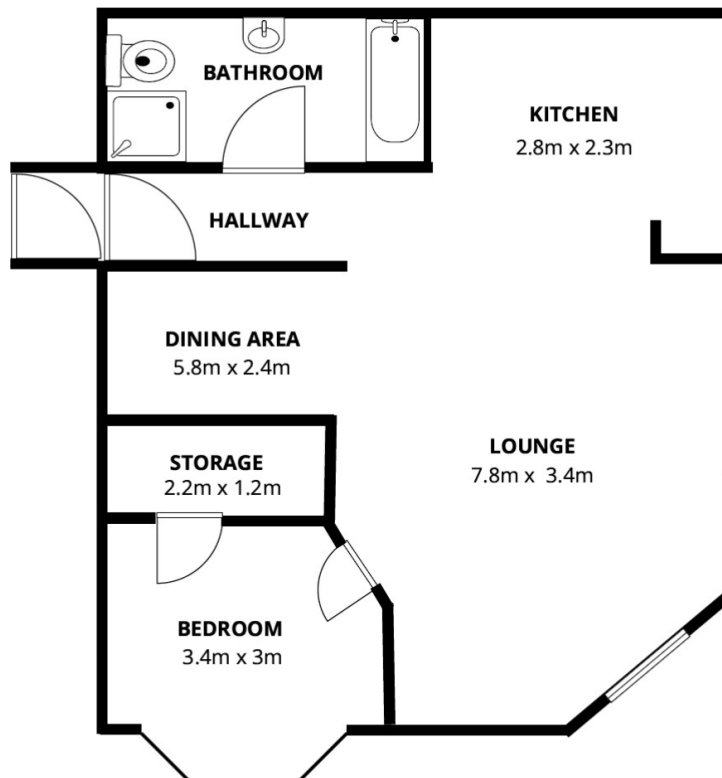 BATHROOM
KITCHEN
2.8m x 2.3m
HALLWAY
DINING AREA
5.8m x 2.4m
LOUNGE
7.8m x 3.4m
STORAGE
2.2m x 1.2m
BEDROOM
3.4m x 3m